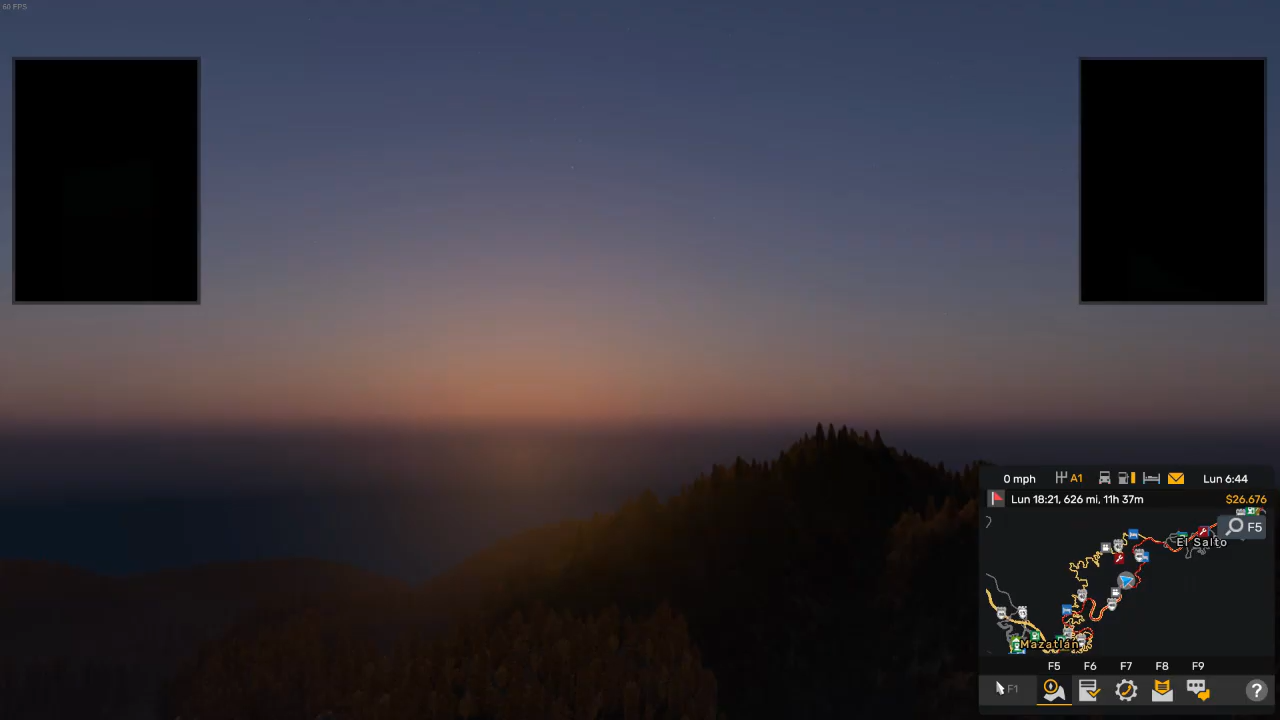 60 FPS
0 mph A1 Lun 6:44
Lun 18:21, 626 mi, 11h 37m $26.676
F5
El Salto
Mazatlán
F5 F6 F7 F8 F9
F1 ?